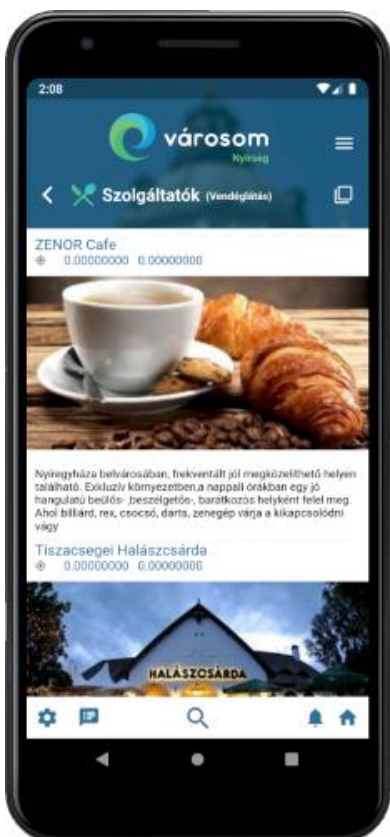 2:08
városom
Nyírség
Szolgáltatók (Vendéglátás)
ZENOR Cafe
0.00000000 0.00000000
Nyíregyháza belvárosában, frekventált jól megközelíthető helyen
található. Exkluzív környezetben,a nappali órákban egy jó
hangulatú beülős- ,beszélgetős-, barátkozós helyként felel meg.
Ahol billiárd, rex, csocsó, darts, zenegép várja a kikapcsolódni
vágy
Tiszacsegei Halászcsárda
0.00000000 0.00000000
HALÁSZCSÁRDA